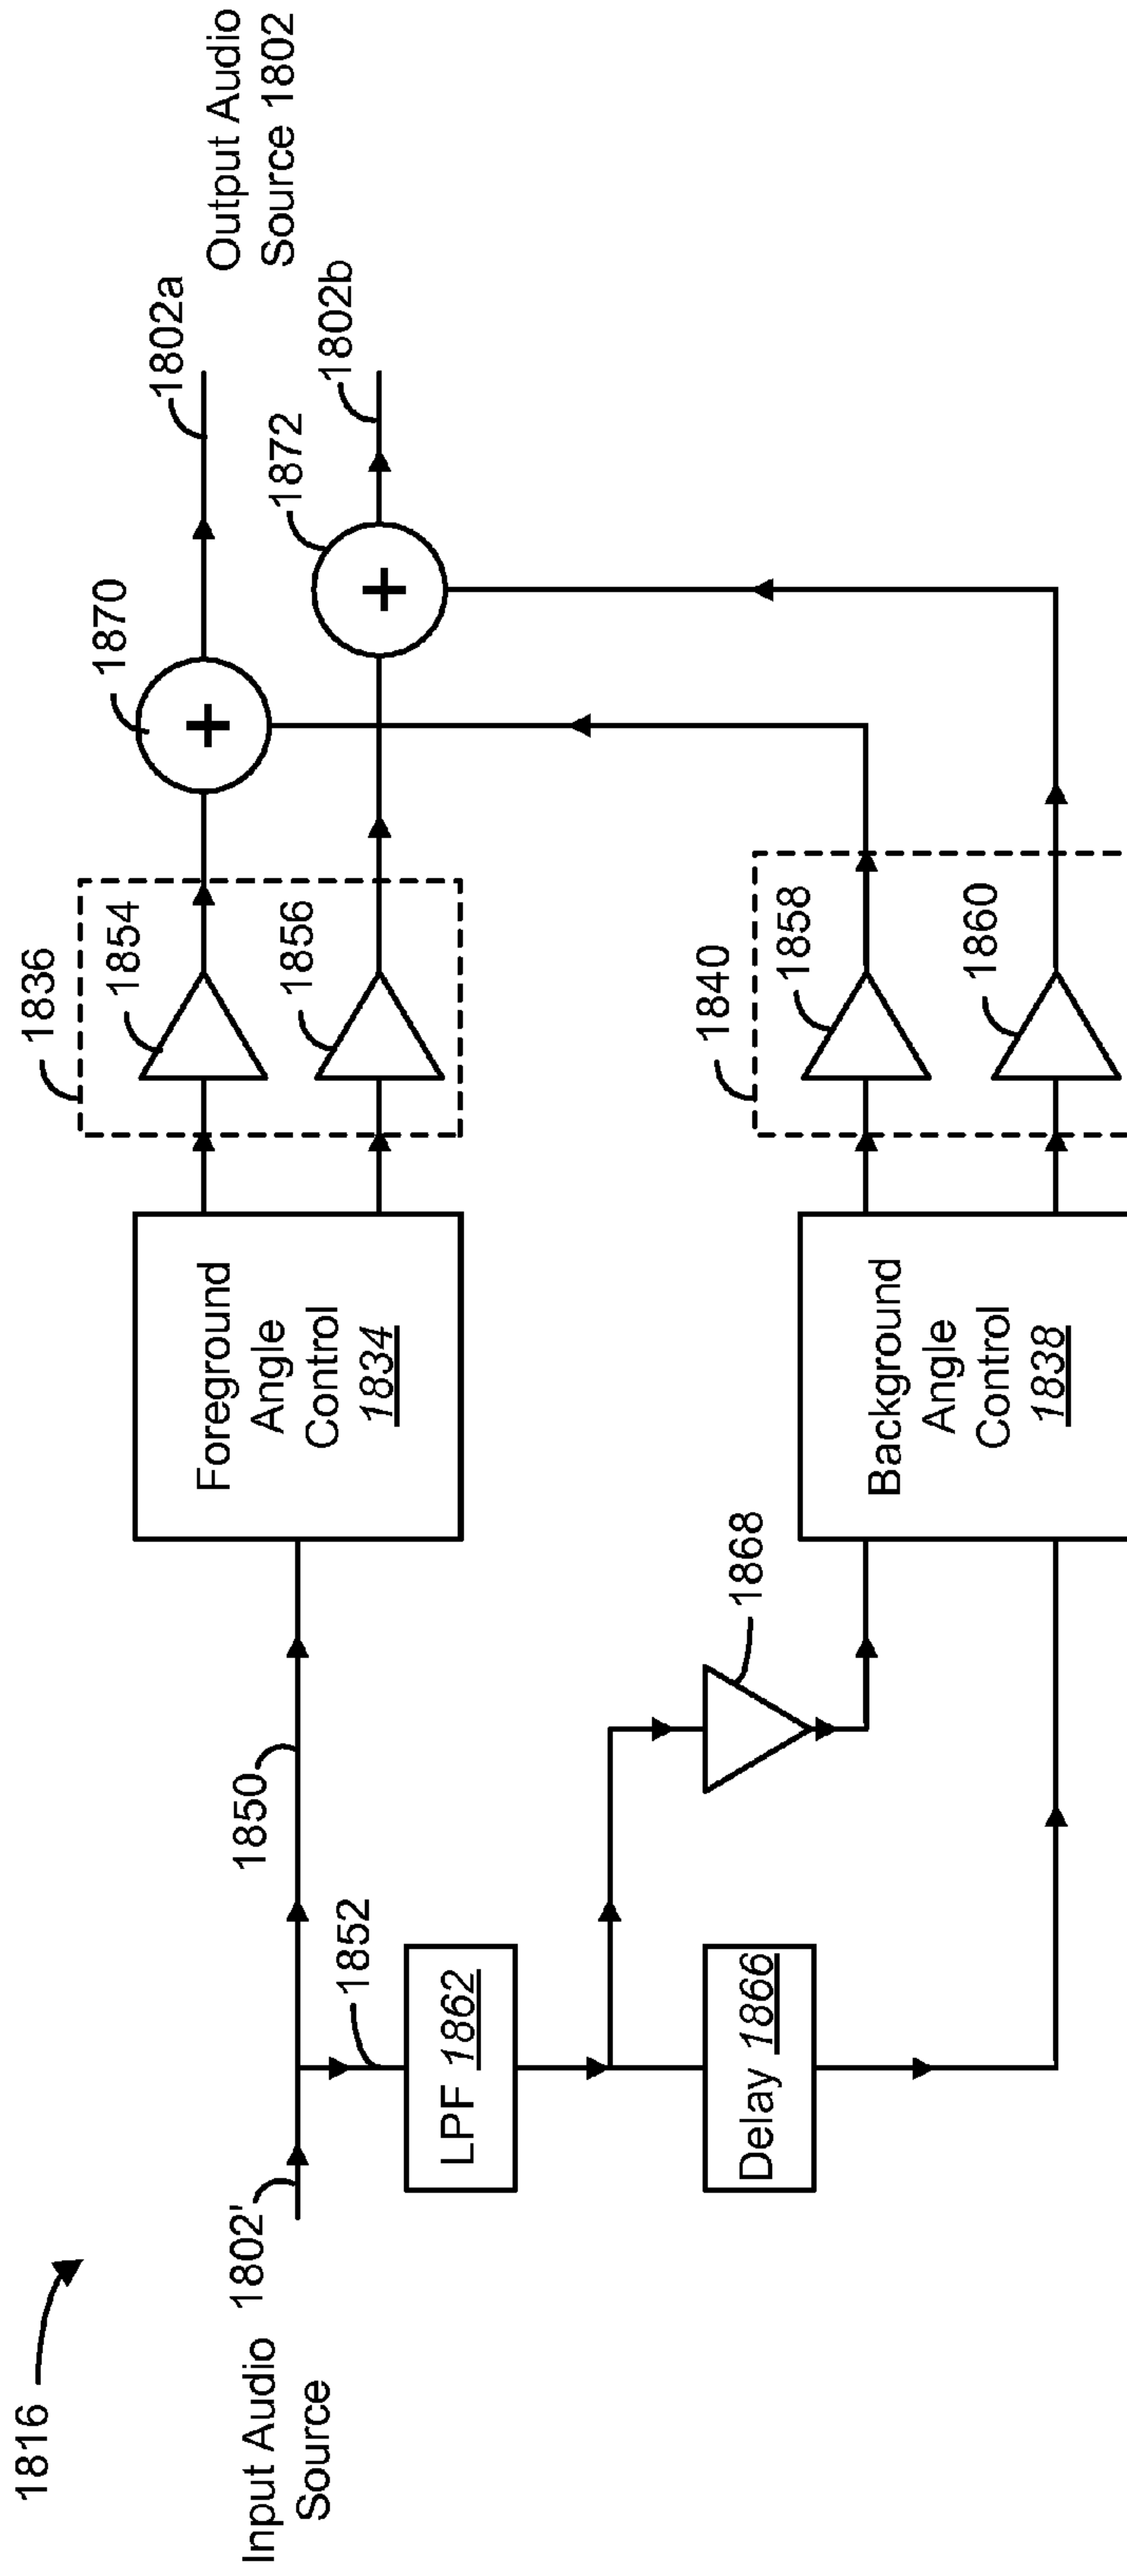 1816
Input Audio
Source
1802'
1850
1852
LPF 1862
Delay 1866
1868
Foreground
Angle
Control
1834
Background
Angle
Control
1838
1836
1854
1856
1840
1858
1860
1870
1872
1802a
1802b
Output Audio
Source 1802